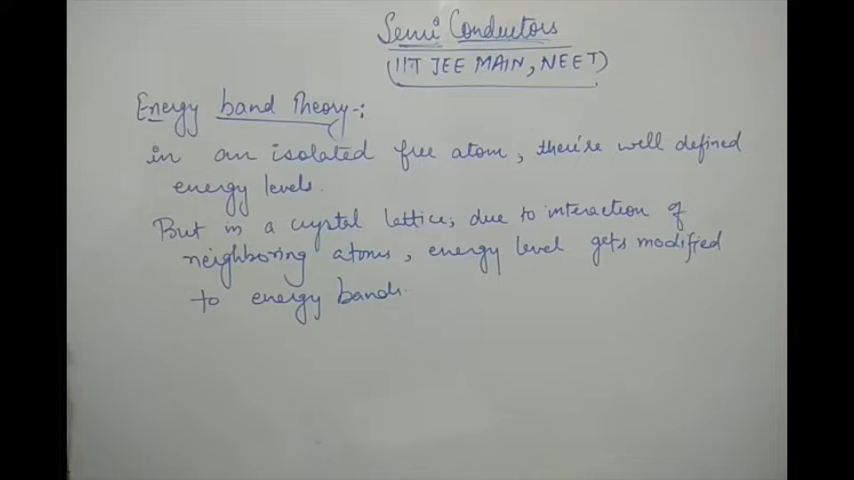 Semi Conductors
(IIT JEE MAIN, NEET)
Energy band Theory -:
in an isolated free atom, there're well defined
energy levels.
But in a crystal lattice, due to interaction of
neighboring atoms, energy level gets modified
to energy bands.